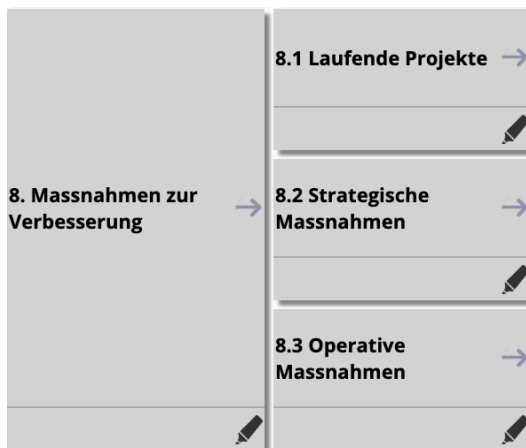 8. Massnahmen zur
Verbesserung
8.1 Laufende Projekte
8.2 Strategische
Massnahmen
8.3 Operative
Massnahmen